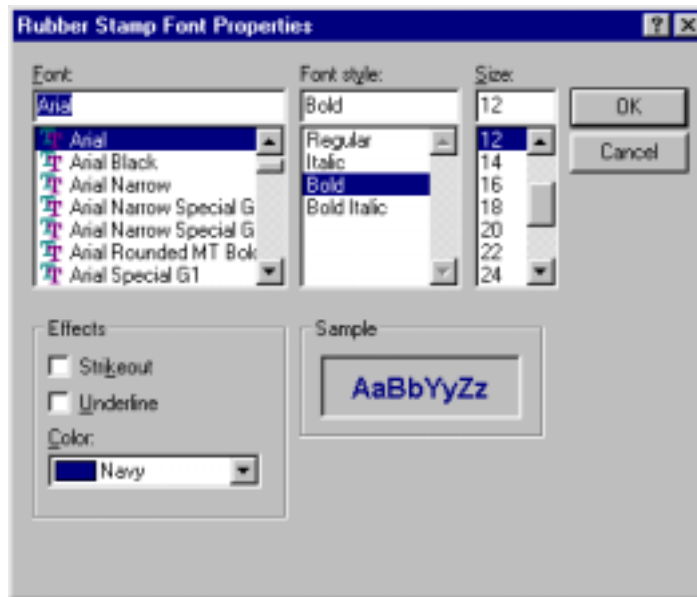 Rubber Stamp Font Properties
Font:
Arial
Arial
Arial Black
Arial Narrow
Arial Narrow Special G
Arial Narrow Special G
Arial Rounded MT Bol
Arial Special G1
Font style:
Bold
Regular
Italic
Bold
Bold Italic
Size:
12
12
14
16
18
20
22
24
OK
Cancel
Effects
Strikeout
Underline
Color:
Navy
Sample
AaBbYyZz